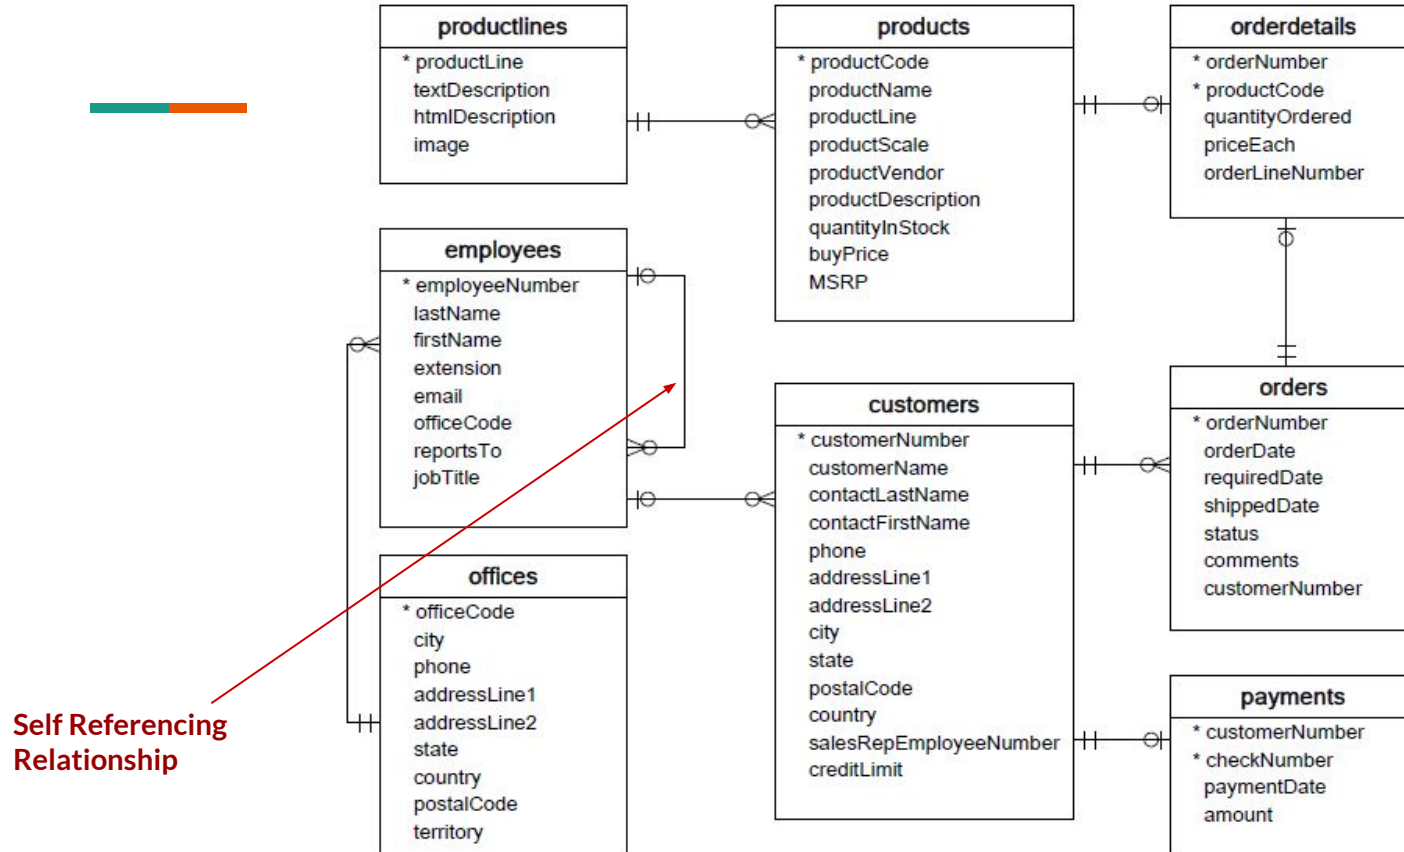 productlines
* productLine
textDescription
htmlDescription
image
products
* productCode
productName
productLine
productScale
productVendor
productDescription
quantityInStock
buyPrice
MSRP
orderdetails
* orderNumber
* productCode
quantityOrdered
priceEach
orderLineNumber
employees
* employeeNumber
lastName
firstName
extension
email
officeCode
reportsTo
jobTitle
customers
* customerNumber
customerName
contactLastName
contactFirstName
phone
addressLine1
addressLine2
city
state
postalCode
country
salesRepEmployeeNumber
creditLimit
orders
* orderNumber
orderDate
requiredDate
shippedDate
status
comments
customerNumber
offices
* officeCode
city
phone
addressLine1
addressLine2
state
country
postalCode
territory
payments
* customerNumber
* checkNumber
paymentDate
amount
Self Referencing
Relationship